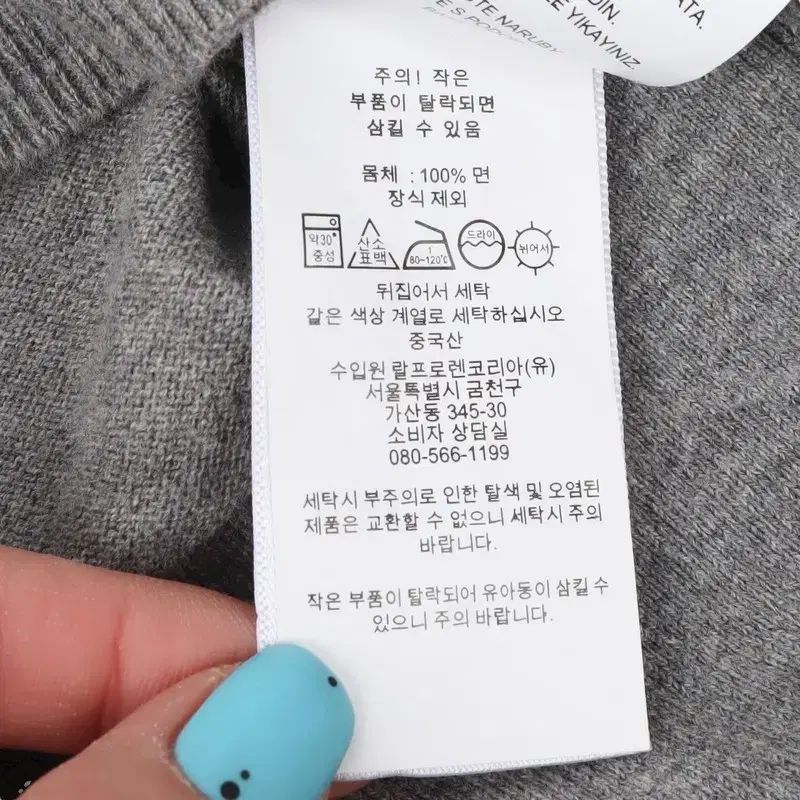 ATA.
DIN.
STE NARUBY
E YIKAYINIZ
주의! 작은
부품이 탈락되면
삼킬 수 있음
몸체 : 100% 면
장식 제외
약30° 중성
산소 표백
1 80~120℃
드라이
뉘어서
뒤집어서 세탁
같은 색상 계열로 세탁하십시오
중국산
수입원 랄프로렌코리아(유)
서울특별시 금천구
가산동 345-30
소비자 상담실
080-566-1199
세탁시 부주의로 인한 탈색 및 오염된
제품은 교환할 수 없으니 세탁시 주의
바랍니다.
작은 부품이 탈락되어 유아동이 삼킬 수
있으니 주의 바랍니다.